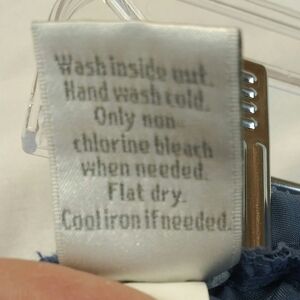 Wash inside out.
Hand wash cold.
Only non
chlorine bleach
when needed.
Flat dry.
Cool iron if needed.